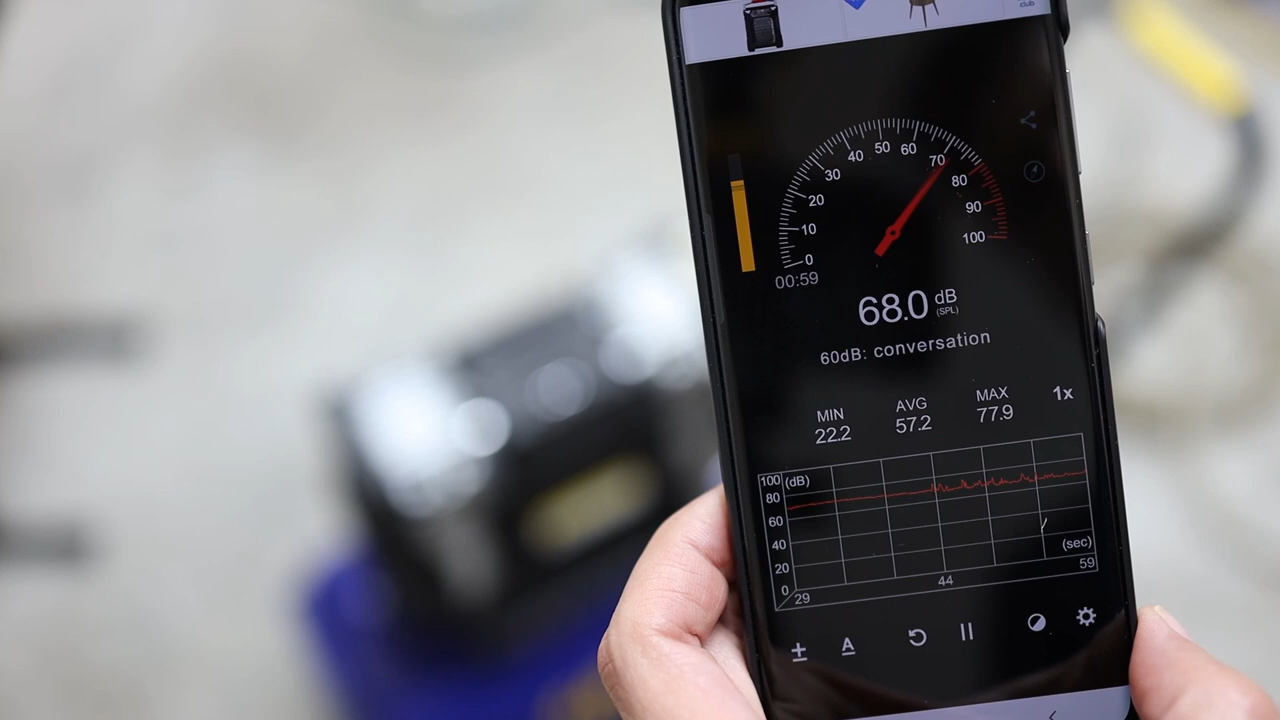 0 10 20 30 40 50 60 70 80 90 100
00:59
68.0 dB
(SPL)
60dB: conversation
MIN AVG MAX 1x
22.2 57.2 77.9
100 (dB)
80
60
40
20
0
(sec)
29 44 59
A